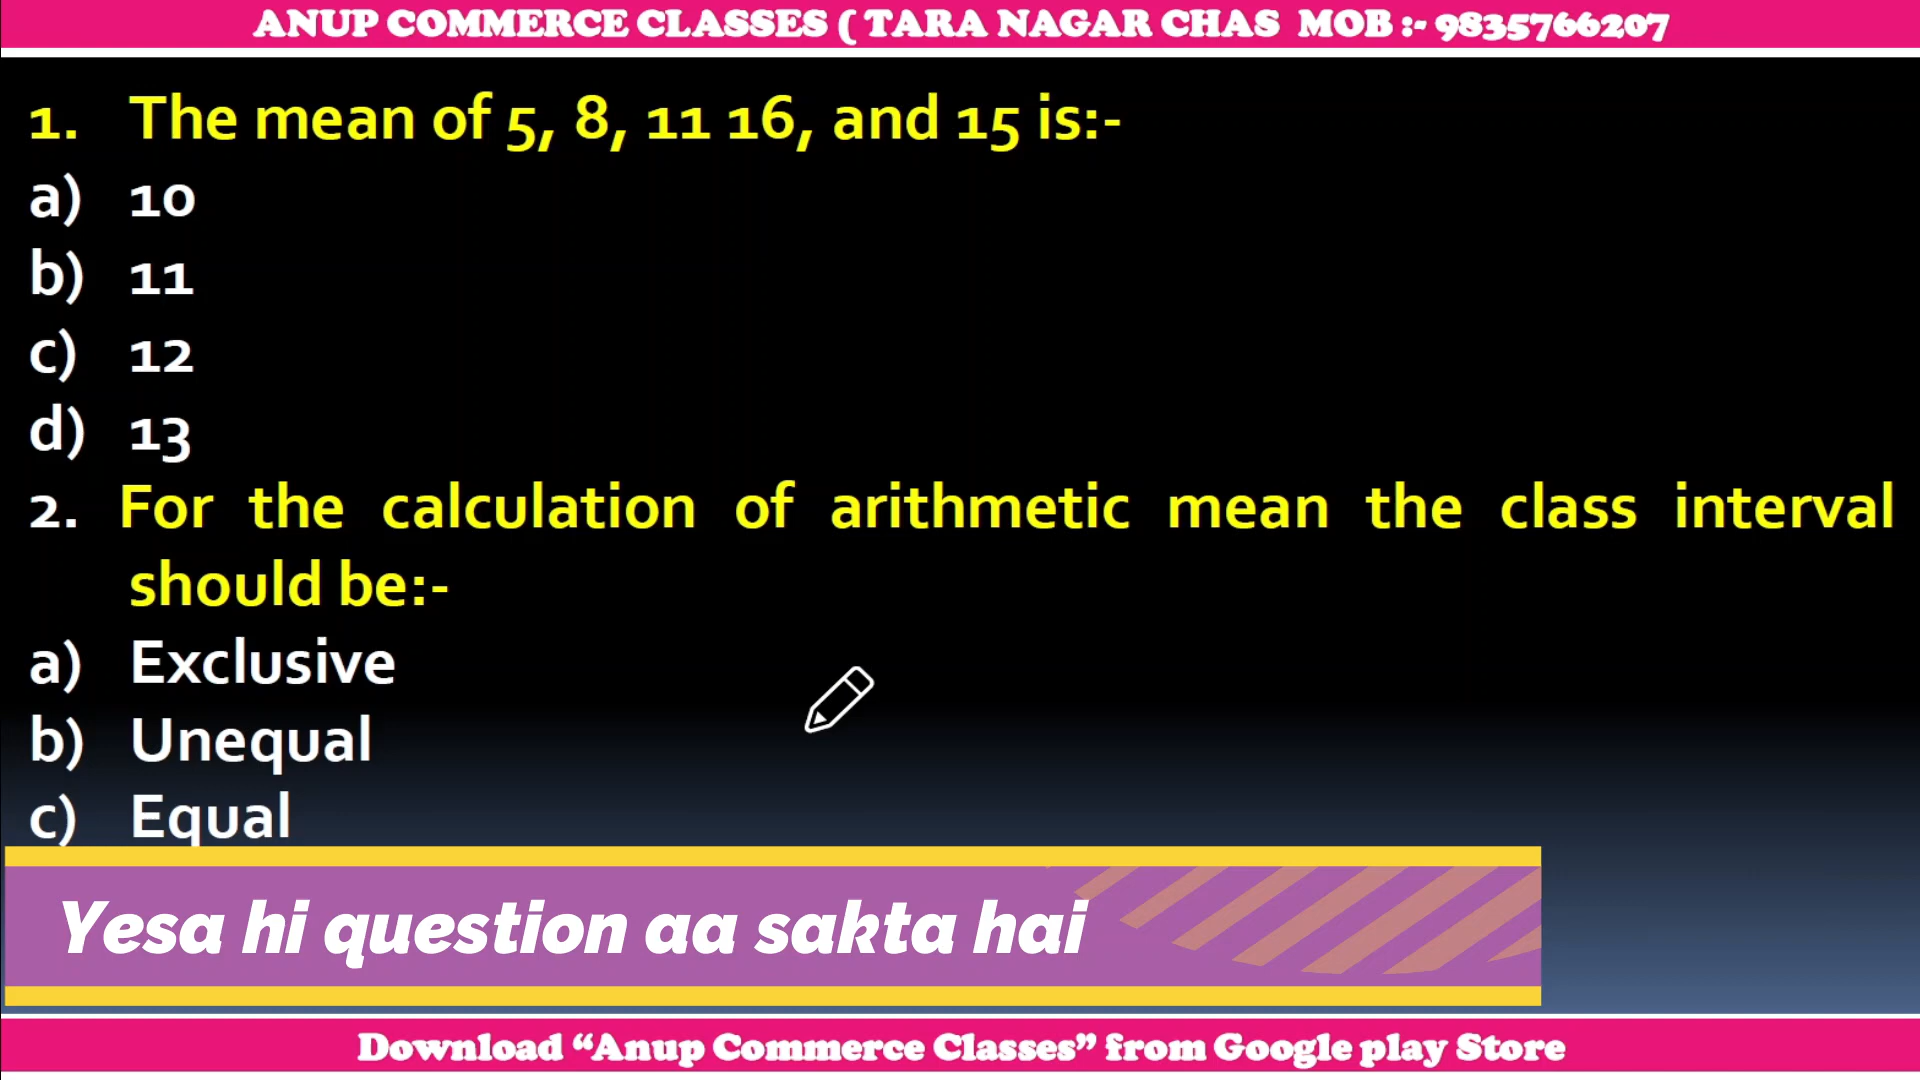 ANUP COMMERCE CLASSES ( TARA NAGAR CHAS MOB :- 9835766207
1. The mean of 5, 8, 11 16, and 15 is:-
a) 10
b) 11
c) 12
d) 13
2. For the calculation of arithmetic mean the class interval
should be:-
a) Exclusive
b) Unequal
c) Equal
Yesa hi question aa sakta hai
Download “Anup Commerce Classes” from Google play Store